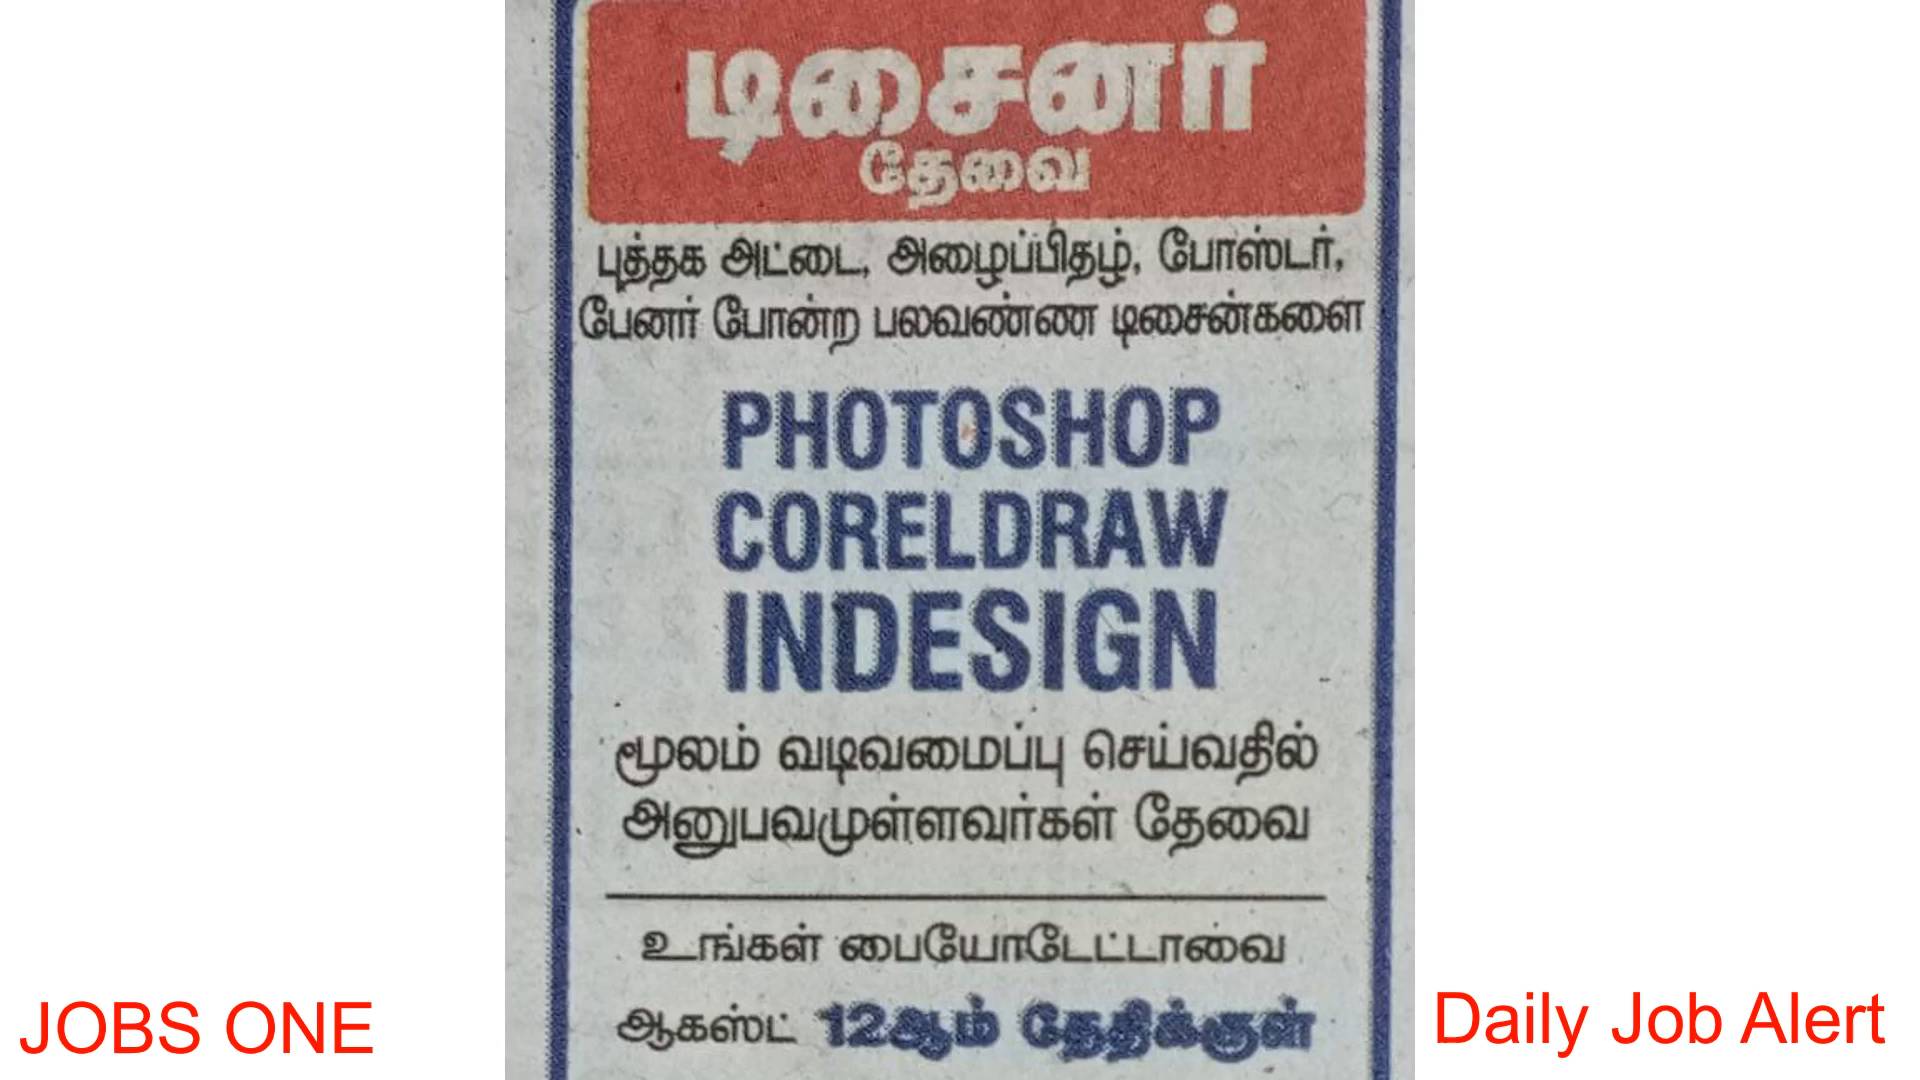 டிசைனர்
தேவை
புத்தக அட்டை, அழைப்பிதழ், போஸ்டர்,
பேனர் போன்ற பலவண்ண டிசைன்களை
PHOTOSHOP
CORELDRAW
INDESIGN
மூலம் வடிவமைப்பு செய்வதில்
அனுபவமுள்ளவர்கள் தேவை
உங்கள் பையோடேட்டாவை
ஆகஸ்ட் 12ஆம் தேதிக்குள்
JOBS ONE
Daily Job Alert